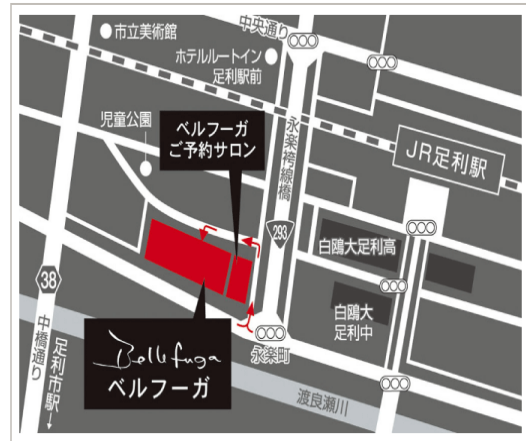 市立美術館
中央通り
ホテルルートイン
足利駅前
児童公園
ベルフーガ
ご予約サロン
永楽跨線橋
JR足利駅
293
白鴎大足利高
38
中橋通り
足利市駅→
白鴎大
足利中
Bellefuga
ベルフーガ
永楽町
渡良瀬川